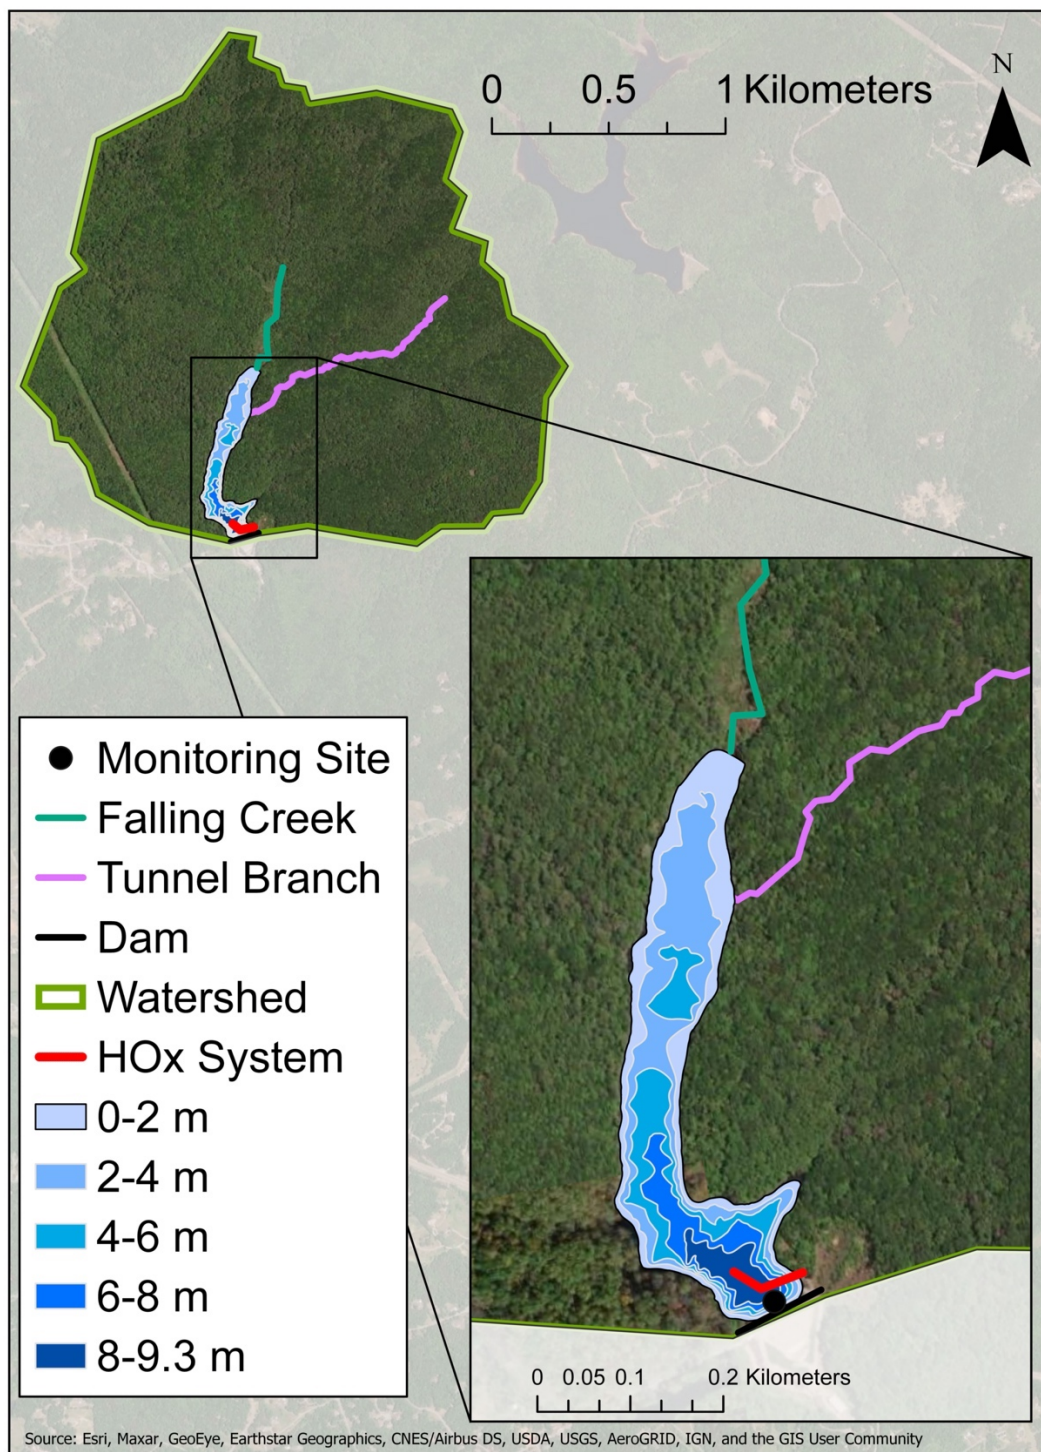 0 0.5 1 Kilometers
N
Monitoring Site
Falling Creek
Tunnel Branch
Dam
Watershed
HOx System
0-2 m
2-4 m
4-6 m
6-8 m
8-9.3 m
0 0.05 0.1 0.2 Kilometers
Source: Esri, Maxar, GeoEye, Earthstar Geographics, CNES/Airbus DS, USDA, USGS, AeroGRID, IGN, and the GIS User Community